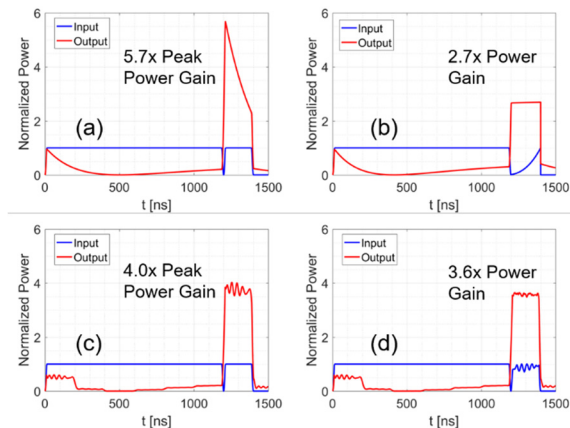 6
4
2
0
Normalized Power
Input
Output
5.7x Peak
Power Gain
(a)
0
500
1000
1500
t [ns]
6
4
2
0
Normalized Power
Input
Output
2.7x Power
Gain
(b)
0
500
1000
1500
t [ns]
6
4
2
0
Normalized Power
Input
Output
4.0x Peak
Power Gain
(c)
0
500
1000
1500
t [ns]
6
4
2
0
Normalized Power
Input
Output
3.6x Power
Gain
(d)
0
500
1000
1500
t [ns]